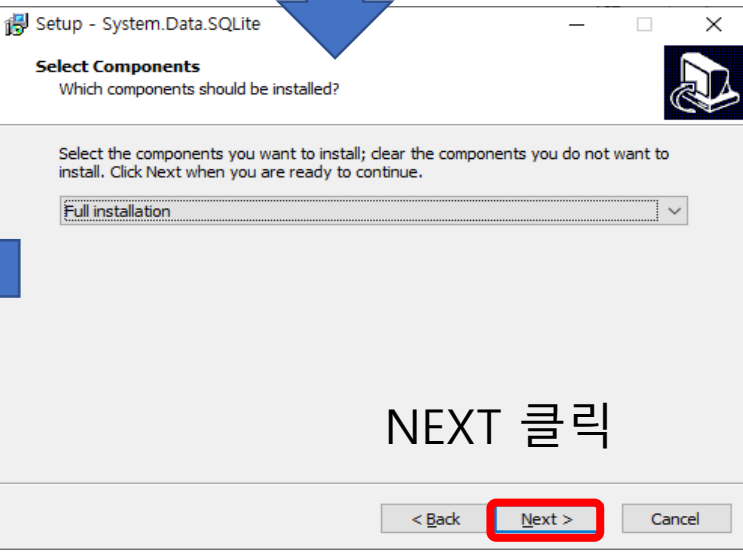 Setup - System.Data.SQLite
Select Components
Which components should be installed?
Select the components you want to install; clear the components you do not want to
install. Click Next when you are ready to continue.
Full installation
NEXT 클릭
< Back Next > Cancel